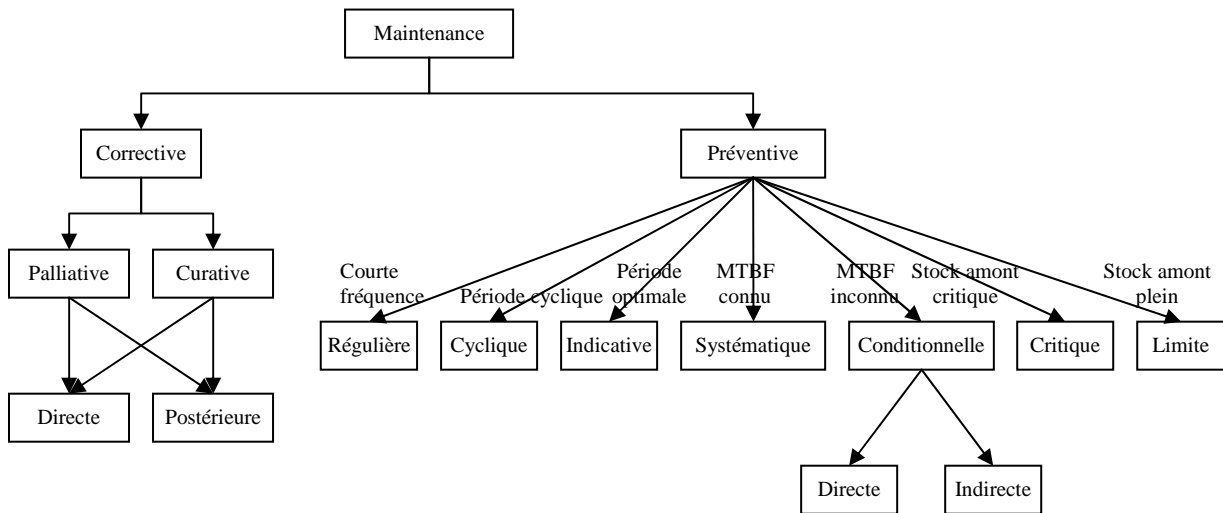 Maintenance
Corrective
Préventive
Palliative
Curative
Courte
fréquence
Période cyclique
Période
optimale
MTBF
connu
MTBF
inconnu
Stock amont
critique
Stock amont
plein
Régulière
Cyclique
Indicative
Systématique
Conditionnelle
Critique
Limite
Directe
Postérieure
Directe
Indirecte